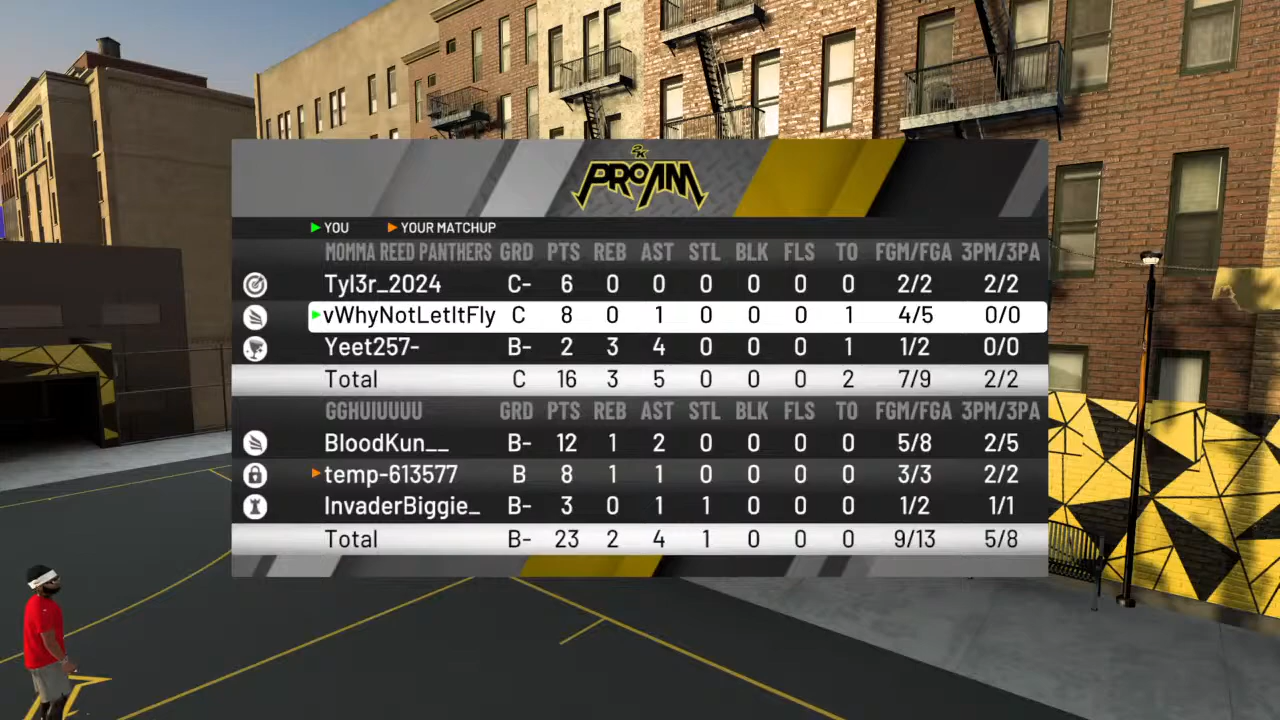 2K
PRO AM
YOU YOUR MATCHUP
MOMMA REED PANTHERS GRD PTS REB AST STL BLK FLS TO FGM/FGA 3PM/3PA
Tyl3r_2024 C- 6 0 0 0 0 0 0 2/2 2/2
vWhyNotLetItFly C 8 0 1 0 0 0 1 4/5 0/0
Yeet257- B- 2 3 4 0 0 0 1 1/2 0/0
Total C 16 3 5 0 0 0 2 7/9 2/2
GGHUIUUUU GRD PTS REB AST STL BLK FLS TO FGM/FGA 3PM/3PA
BloodKun__ B- 12 1 2 0 0 0 0 5/8 2/5
temp-613577 B 8 1 1 0 0 0 0 3/3 2/2
InvaderBiggie_ B- 3 0 1 1 0 0 0 1/2 1/1
Total B- 23 2 4 1 0 0 0 9/13 5/8